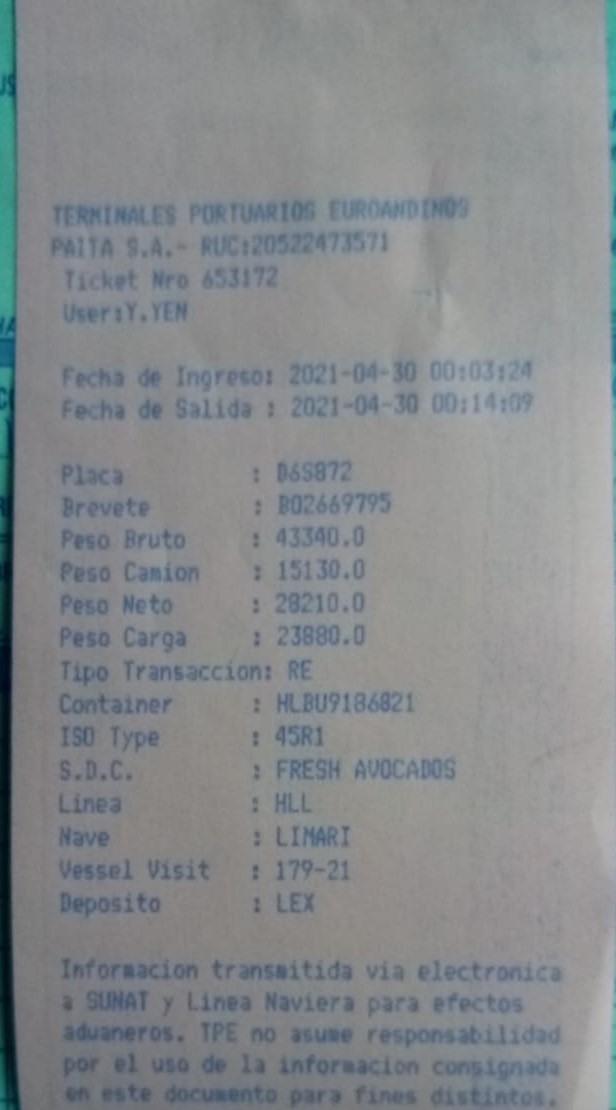 TERMINALES PORTUARIOS EUROANDINOS
PAITA S.A.- RUC:20522473571
Ticket Nro 653172
User:Y.YEN
Fecha de Ingreso: 2021-04-30 00:03:24
Fecha de Salida : 2021-04-30 00:14:09
Placa : D6S872
Brevete : B02669795
Peso Bruto : 43340.0
Peso Camion : 15130.0
Peso Neto : 28210.0
Peso Carga : 23880.0
Tipo Transaccion: RE
Container : HLBU9186821
ISO Type : 45R1
S.D.C. : FRESH AVOCADOS
Linea : HLL
Nave : LIMARI
Vessel Visit : 179-21
Deposito : LEX
Informacion transmitida via electronica
a SUNAT y Linea Naviera para efectos
aduaneros. TPE no asume responsabilidad
por el uso de la informacion consignada
en este documento para fines distintos.